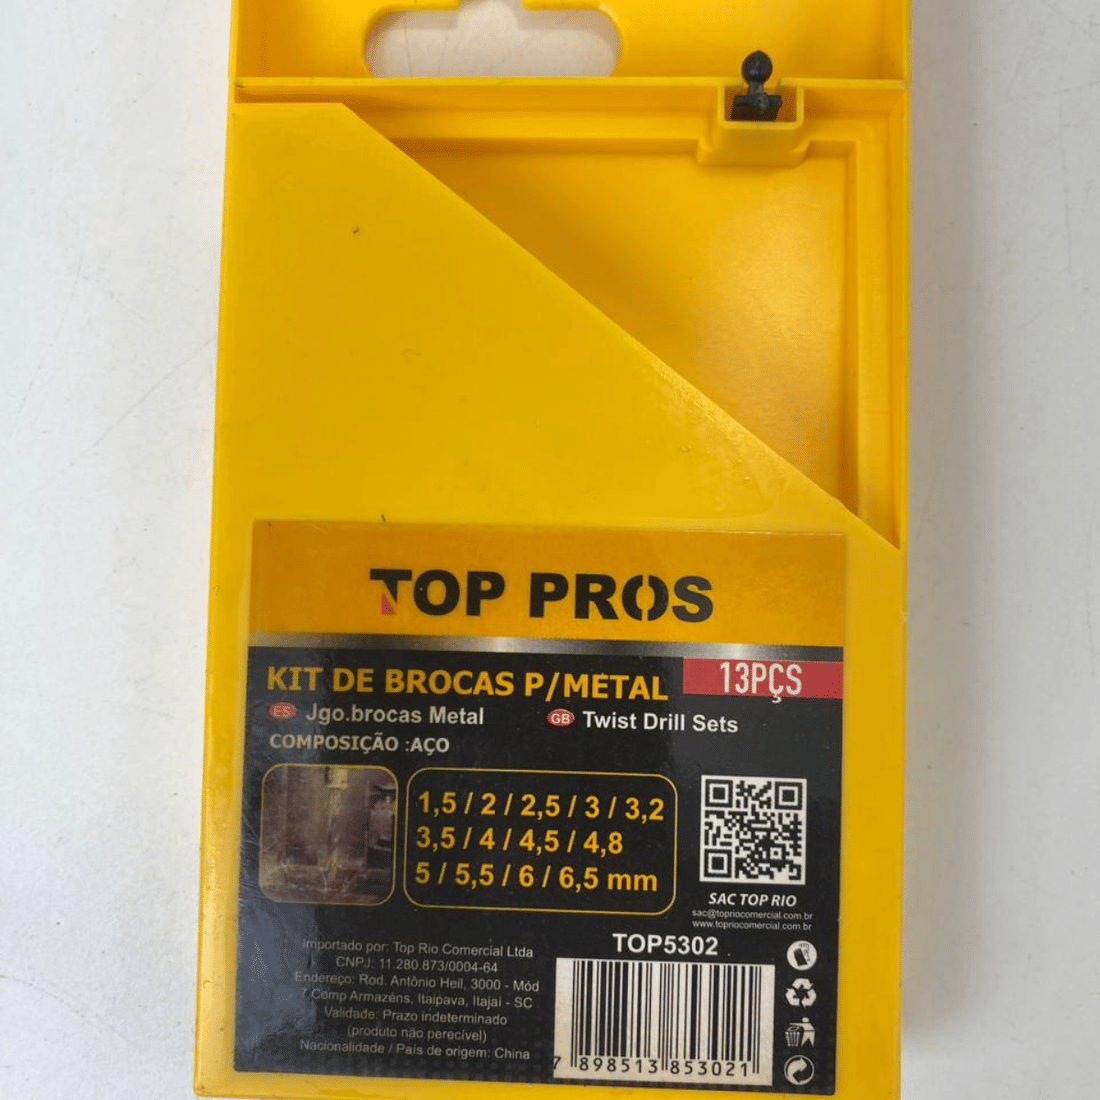 TOP PROS
KIT DE BROCAS P/METAL
13PÇS
ES Jgo.brocas Metal
GB Twist Drill Sets
COMPOSIÇÃO :AÇO
1,5 / 2 / 2,5 / 3 / 3,2
3,5 / 4 / 4,5 / 4,8
5 / 5,5 / 6 / 6,5 mm
SAC TOP RIO
sac@topriocomercial.com.br
www.topriocomercial.com.br
TOP5302
Importado por: Top Rio Comercial Ltda
CNPJ: 11.280.873/0004-64
Endereço: Rod. Antônio Heil, 3000 - Mód
7 Comp Armazéns, Itaipava, Itajaí - SC
Validade: Prazo indeterminado
(produto não perecível)
Nacionalidade / País de origem: China
7 898513 853021